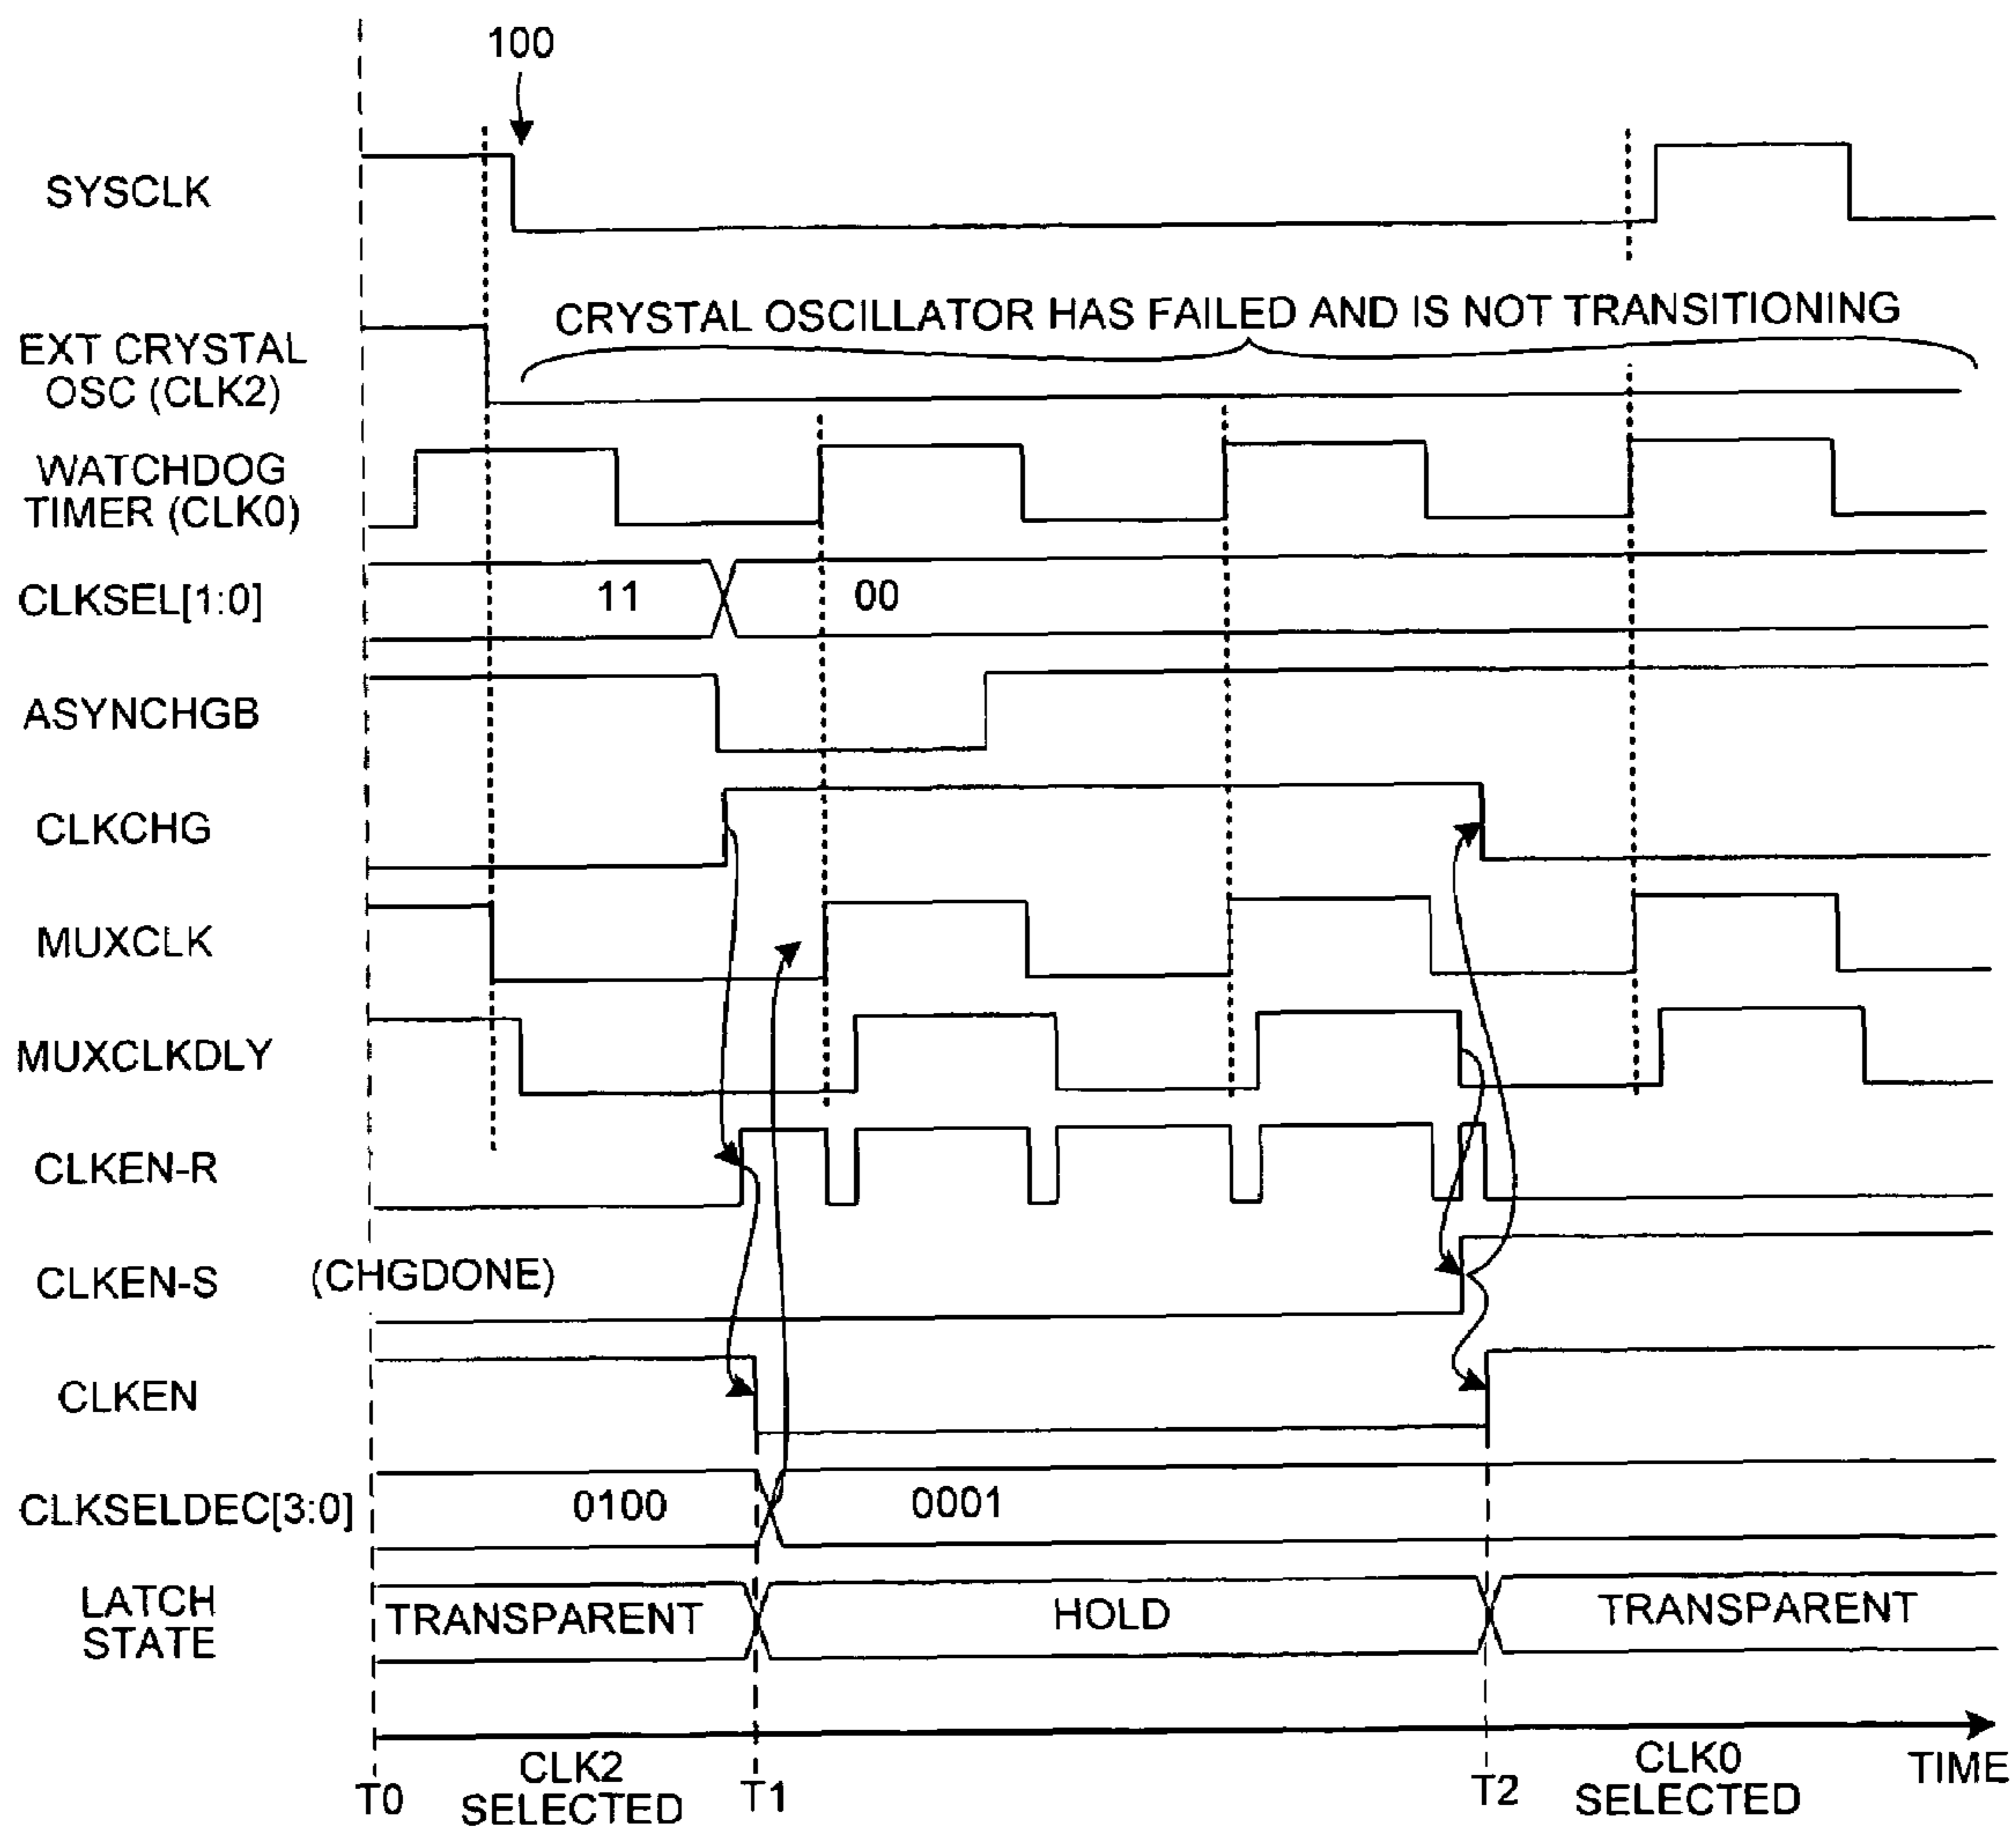 100
SYSCLK
CRYSTAL OSCILLATOR HAS FAILED AND IS NOT TRANSITIONING
EXT CRYSTAL
OSC (CLK2)
WATCHDOG
TIMER (CLK0)
CLKSEL[1:0]
11
00
ASYNCHGB
CLKCHG
MUXCLK
MUXCLKDLY
CLKEN-R
CLKEN-S
(CHGDONE)
CLKEN
CLKSELDEC[3:0]
0100
0001
LATCH
STATE
TRANSPARENT
HOLD
TRANSPARENT
T0
CLK2
SELECTED
T1
T2
CLK0
SELECTED
TIME